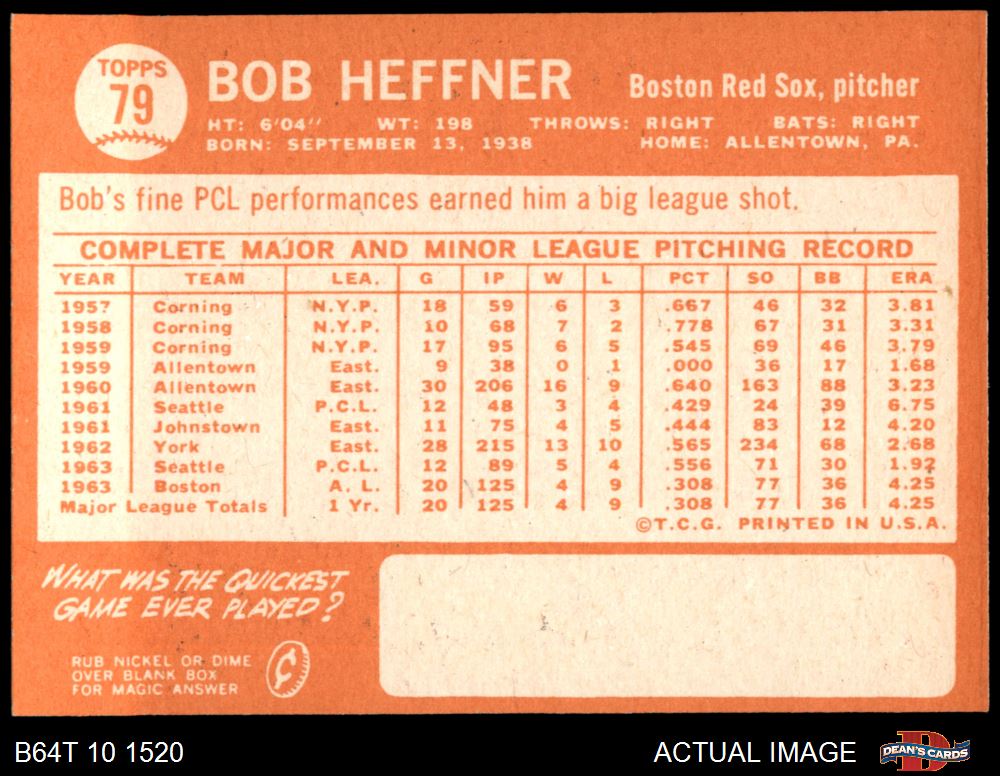 TOPPS
79
BOB HEFFNER Boston Red Sox, pitcher
HT: 6'04" WT: 198 THROWS: RIGHT BATS: RIGHT
BORN: SEPTEMBER 13, 1938 HOME: ALLENTOWN, PA.
Bob's fine PCL performances earned him a big league shot.
COMPLETE MAJOR AND MINOR LEAGUE PITCHING RECORD
YEAR TEAM LEA. G IP W L PCT SO BB ERA
1957 Corning N.Y.P. 18 59 6 3 .667 46 32 3.81
1958 Corning N.Y.P. 10 68 7 2 .778 67 31 3.31
1959 Corning N.Y.P. 17 95 6 5 .545 69 46 3.79
1959 Allentown East. 9 38 0 1 .000 36 17 1.68
1960 Allentown East. 30 206 16 9 .640 163 88 3.23
1961 Seattle P.C.L. 12 48 3 4 .429 24 39 6.75
1961 Johnstown East. 11 75 4 5 .444 83 12 4.20
1962 York East. 28 215 13 10 .565 234 68 2.68
1963 Seattle P.C.L. 12 89 5 4 .556 71 30 1.92
1963 Boston A. L. 20 125 4 9 .308 77 36 4.25
Major League Totals 1 Yr. 20 125 4 9 .308 77 36 4.25
©T.C.G. PRINTED IN U.S.A.
WHAT WAS THE QUICKEST
GAME EVER PLAYED?
RUB NICKEL OR DIME
OVER BLANK BOX
FOR MAGIC ANSWER
¢
B64T 10 1520 ACTUAL IMAGE D DEAN'S CARDS